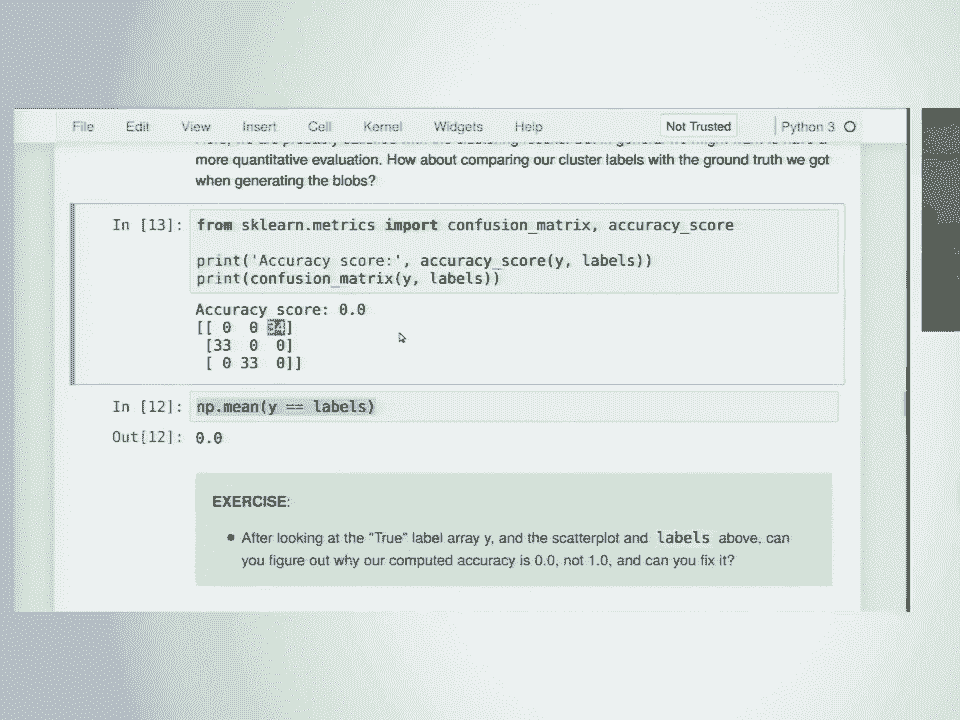 File Edit View Insert Cell Kernel Widgets Help Not Trusted Python 3
more quantitative evaluation. How about comparing our cluster labels with the ground truth we got
when generating the blobs?
In [13]: from sklearn.metrics import confusion_matrix, accuracy_score
print('Accuracy score:', accuracy_score(y, labels))
print(confusion_matrix(y, labels))
Accuracy score: 0.0
[[ 0 0 34]
[33 0 0]
[ 0 33 0]]
In [12]: np.mean(y == labels)
Out[12]: 0.0
EXERCISE:
• After looking at the "True" label array y, and the scatterplot and labels above, can
you figure out why our computed accuracy is 0.0, not 1.0, and can you fix it?